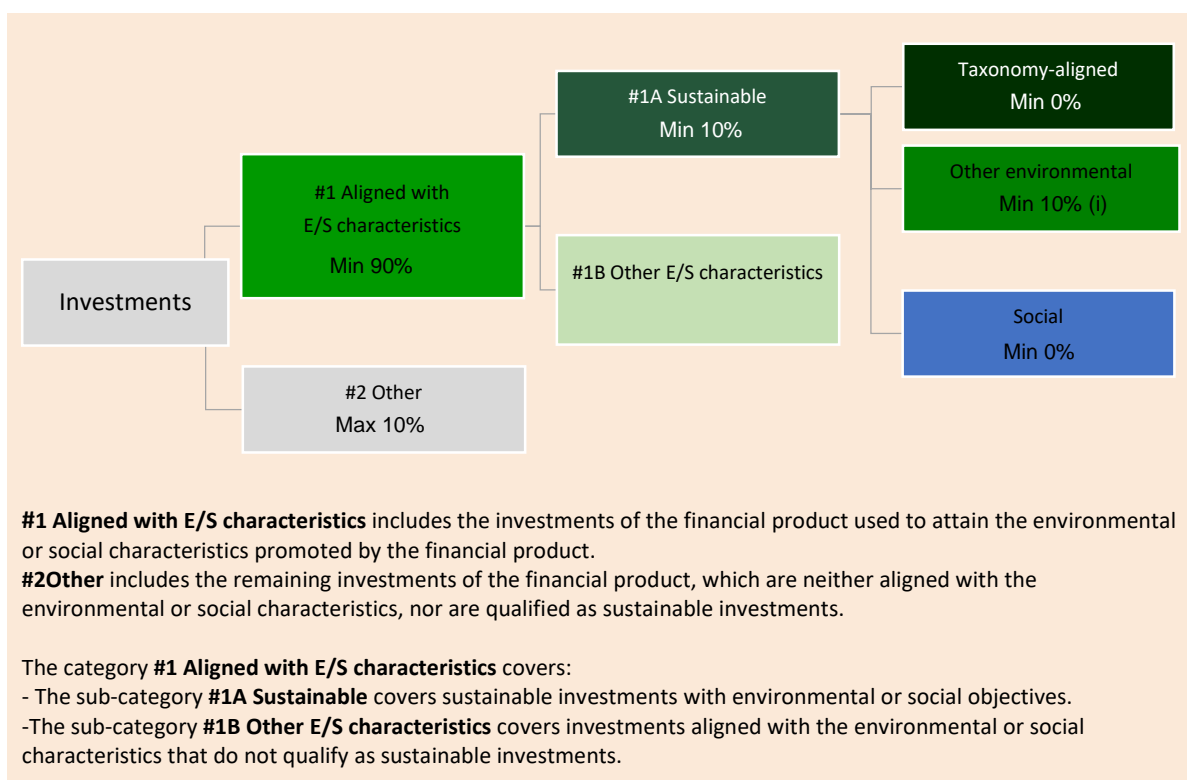 Investments
#1 Aligned with
E/S characteristics
Min 90%
#2 Other
Max 10%
#1A Sustainable
Min 10%
#1B Other E/S characteristics
Taxonomy-aligned
Min 0%
Other environmental
Min 10% (i)
Social
Min 0%
#1 Aligned with E/S characteristics includes the investments of the financial product used to attain the environmental
or social characteristics promoted by the financial product.
#2Other includes the remaining investments of the financial product, which are neither aligned with the
environmental or social characteristics, nor are qualified as sustainable investments.
The category #1 Aligned with E/S characteristics covers:
- The sub-category #1A Sustainable covers sustainable investments with environmental or social objectives.
-The sub-category #1B Other E/S characteristics covers investments aligned with the environmental or social
characteristics that do not qualify as sustainable investments.